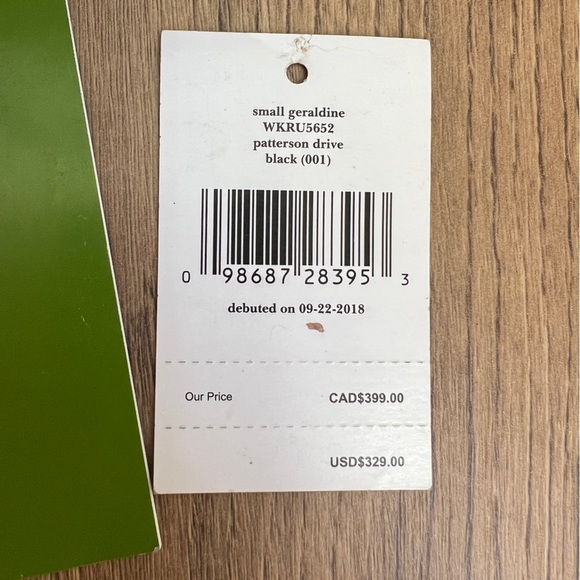 small geraldine
WKRU5652
patterson drive
black (001)
0 98687 28395 3
debuted on 09-22-2018
Our Price CAD$399.00
USD$329.00